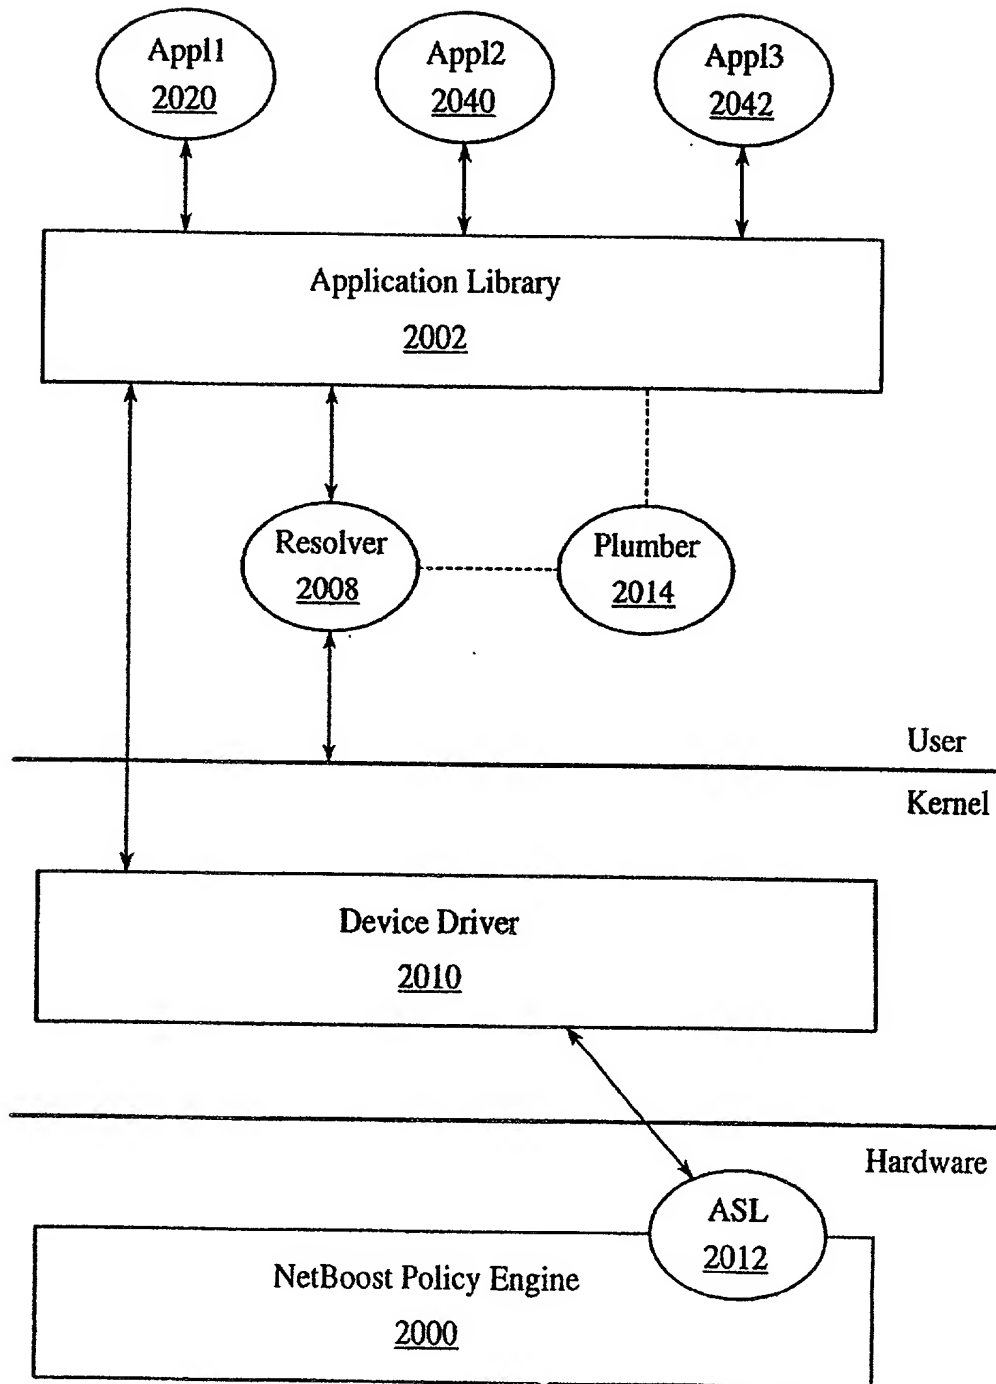 Appl1
2020
Appl2
2040
Appl3
2042
Application Library
2002
Resolver
2008
Plumber
2014
User
Kernel
Device Driver
2010
Hardware
ASL
2012
NetBoost Policy Engine
2000